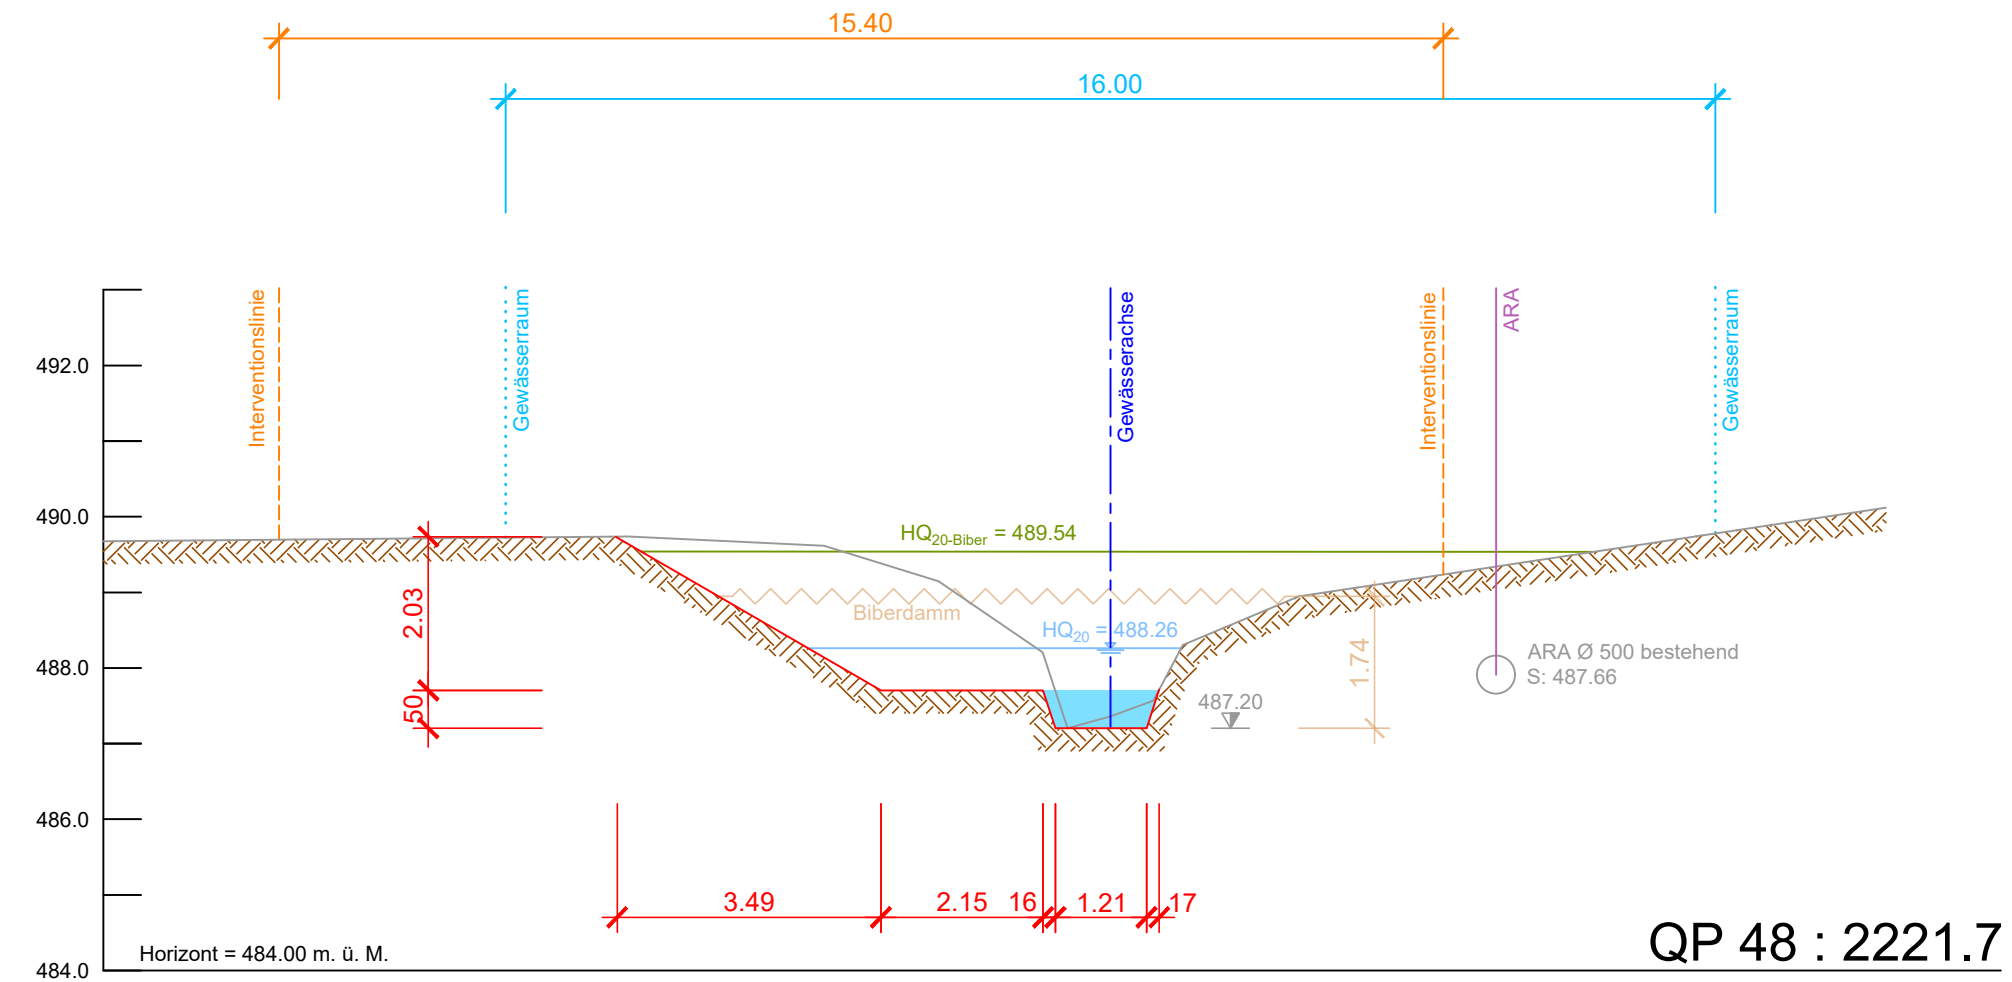 15.40
16.00
Interventionslinie
Gewässerraum
Gewässerachse
Interventionslinie
ARA
Gewässerraum
492.0
490.0
HQ20-Biber = 489.54
Biberdamm
HQ20 = 488.26
2.03
50
1.74
ARA Ø 500 bestehend
S: 487.66
488.0
487.20
486.0
3.49
2.15
16
1.21
17
Horizont = 484.00 m. ü. M.
484.0
QP 48 : 2221.7